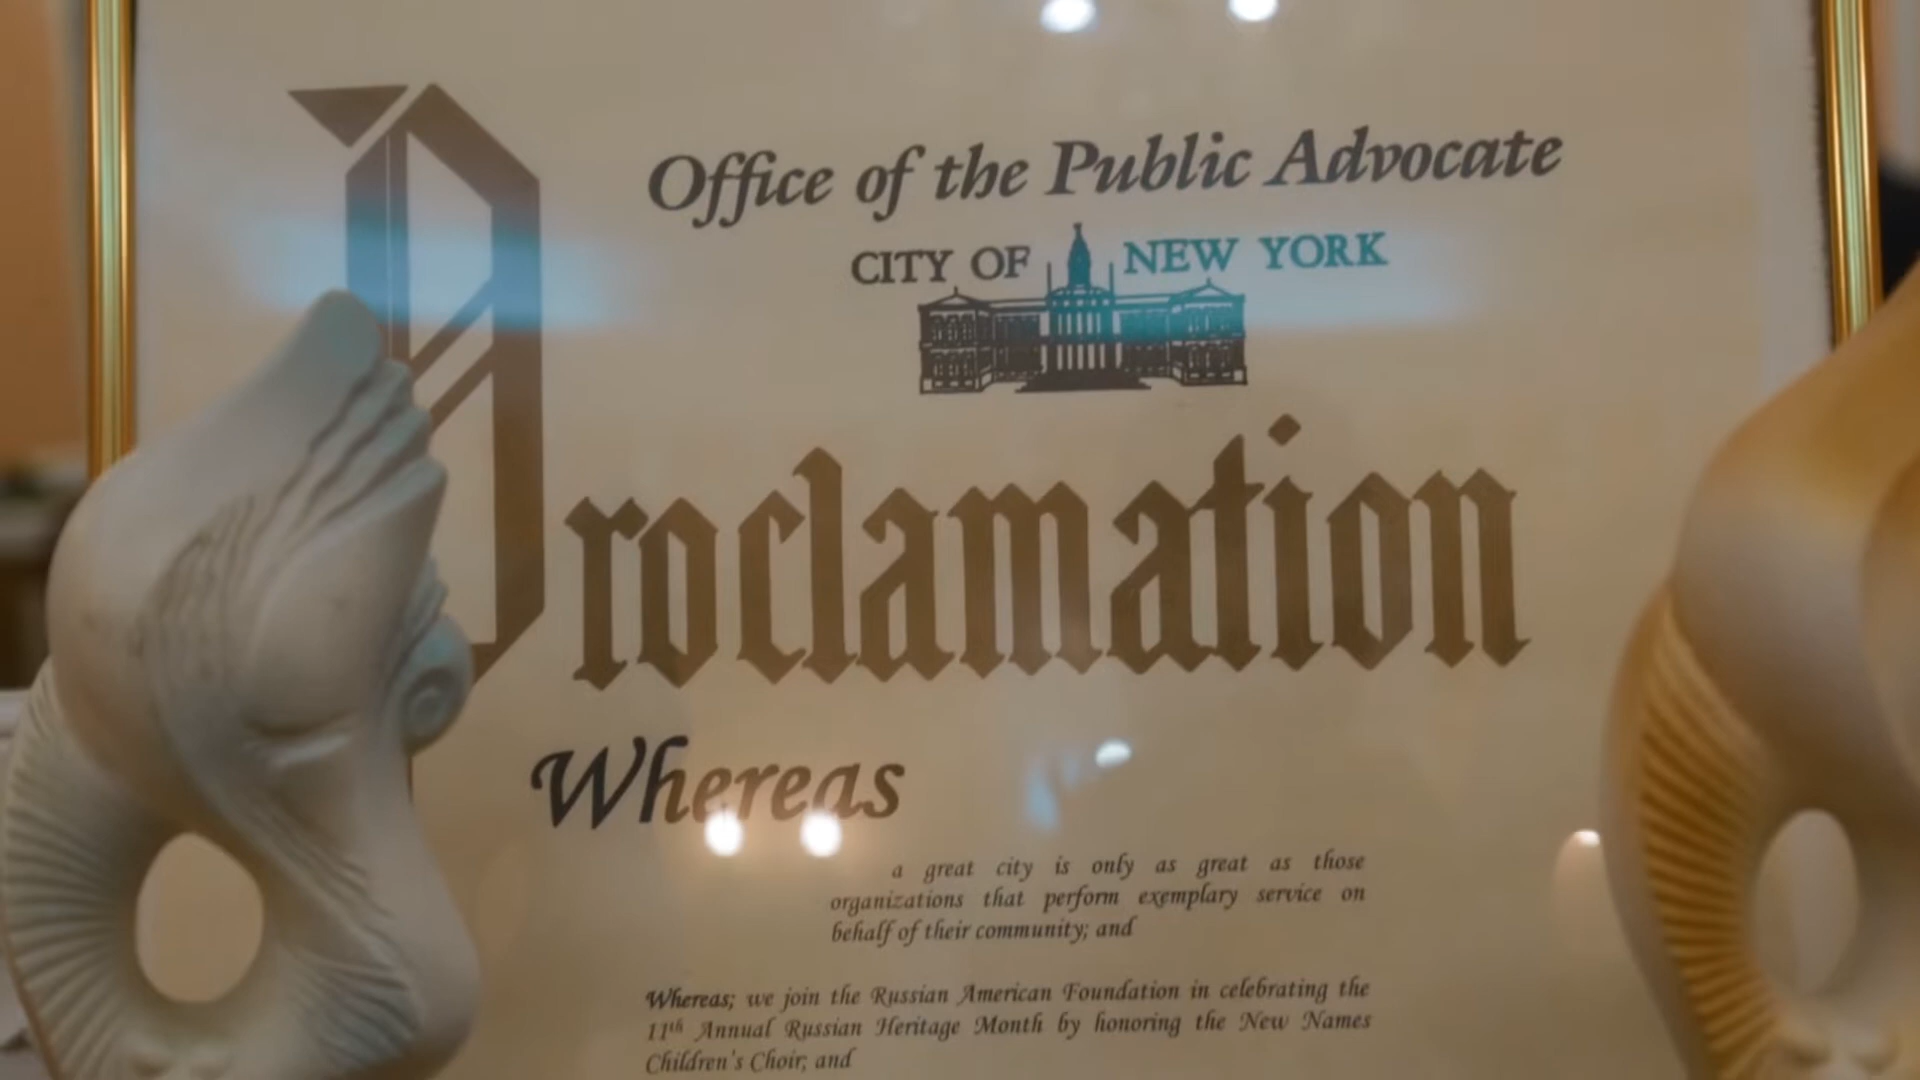 Office of the Public Advocate
CITY OF NEW YORK
Proclamation
Whereas
a great city is only as great as those
organizations that perform exemplary service on
behalf of their community; and
Whereas; we join the Russian American Foundation in celebrating the
11th Annual Russian Heritage Month by honoring the New Names
Children's Choir; and